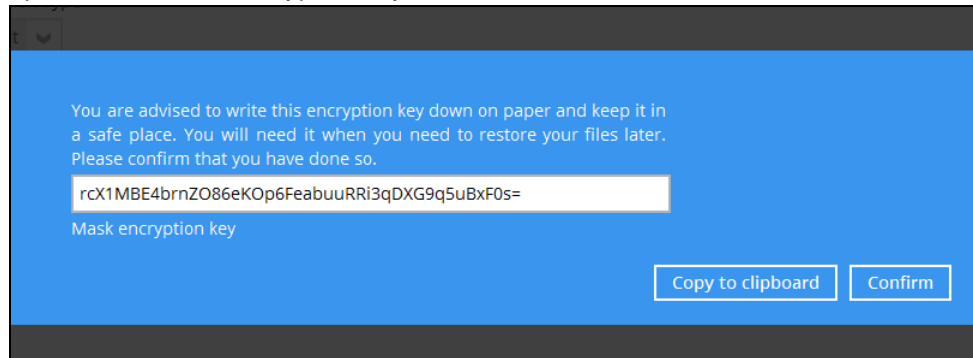 You are advised to write this encryption key down on paper and keep it in
a safe place. You will need it when you need to restore your files later.
Please confirm that you have done so.
rcX1MBE4brnZO86eKOp6FeabuuRRi3qDXG9q5uBxF0s=
Mask encryption key
Copy to clipboard Confirm